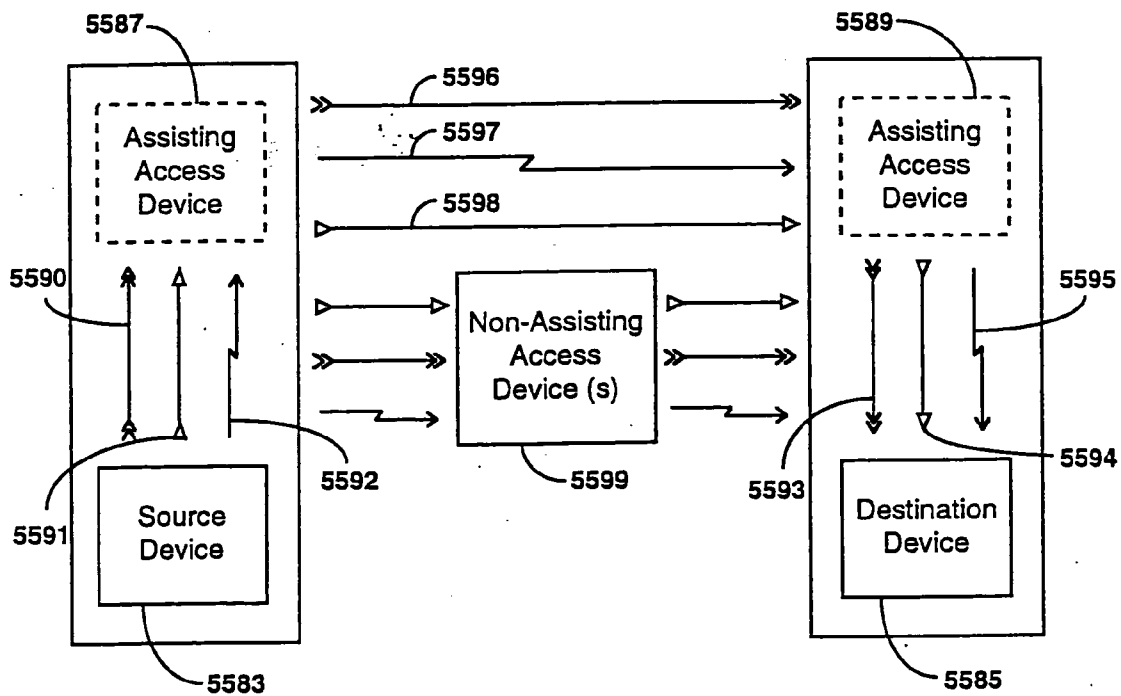 5587
5589
5596
Assisting
Access
Device
5597
Assisting
Access
Device
5598
5590
5595
Non-Assisting
Access
Device (s)
5592
5599
5593
5594
5591
Source
Device
Destination
Device
5583
5585